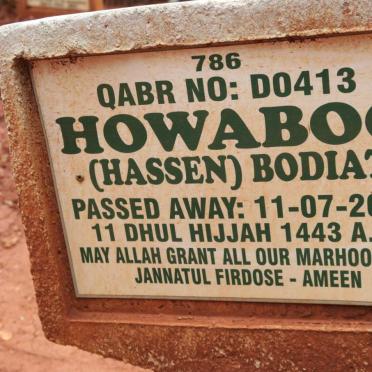 786
QABR NO: D0413
HOWABOO
(HASSEN) BODIAT
PASSED AWAY: 11-07-20
11 DHUL HIJJAH 1443 A.
MAY ALLAH GRANT ALL OUR MARHOO
JANNATUL FIRDOSE - AMEEN